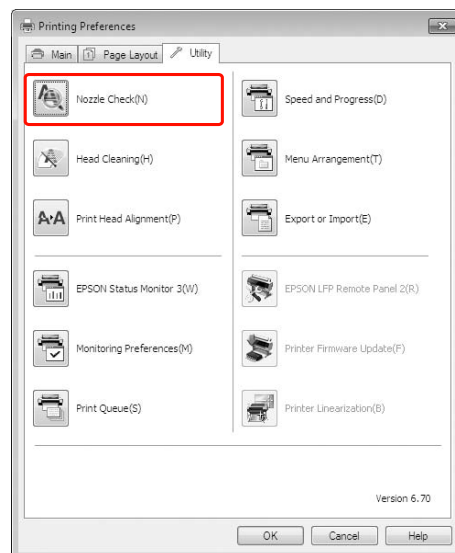 Printing Preferences
Main
Page Layout
Utility
Nozzle Check(N)
Speed and Progress(D)
Head Cleaning(H)
Menu Arrangement(T)
Print Head Alignment(P)
Export or Import(E)
EPSON Status Monitor 3(W)
EPSON LFP Remote Panel 2(R)
Monitoring Preferences(M)
Printer Firmware Update(F)
Print Queue(S)
Printer Linearization(B)
Version 6.70
OK
Cancel
Help